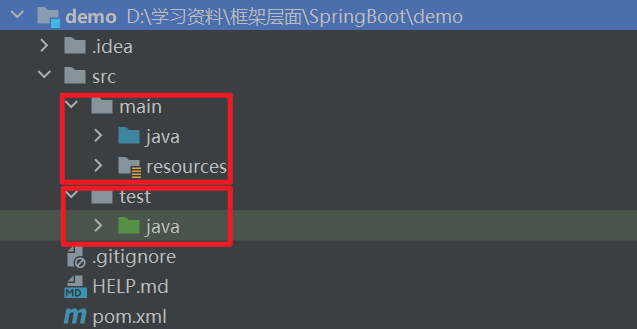 demo D:\学习资料\框架层面\SpringBoot\demo
.idea
src
main
java
resources
test
java
.gitignore
MD HELP.md
m pom.xml